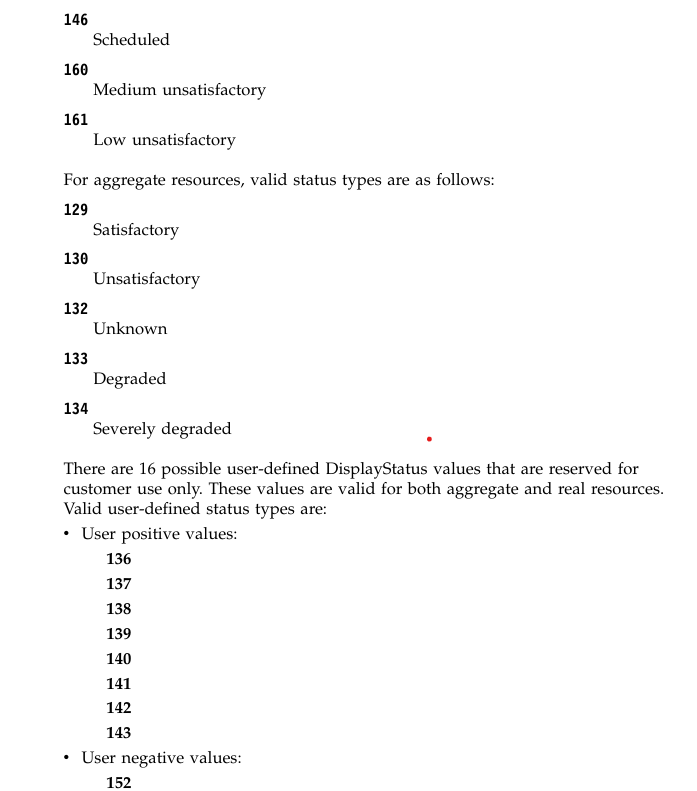 146
Scheduled
160
Medium unsatisfactory
161
Low unsatisfactory
For aggregate resources, valid status types are as follows:
129
Satisfactory
130
Unsatisfactory
132
Unknown
133
Degraded
134
Severely degraded
There are 16 possible user-defined DisplayStatus values that are reserved for
customer use only. These values are valid for both aggregate and real resources.
Valid user-defined status types are:
• User positive values:
136
137
138
139
140
141
142
143
• User negative values:
152